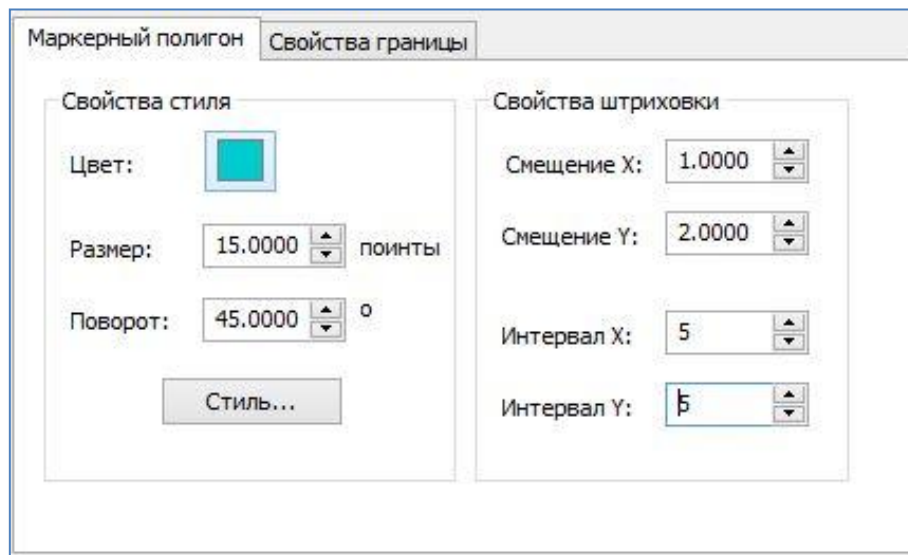 Маркерный полигон
Свойства границы
Свойства стиля
Цвет:
Размер: 15.0000 поинты
Поворот: 45.0000 o
Стиль...
Свойства штриховки
Смещение X: 1.0000
Смещение Y: 2.0000
Интервал X: 5
Интервал Y: 5